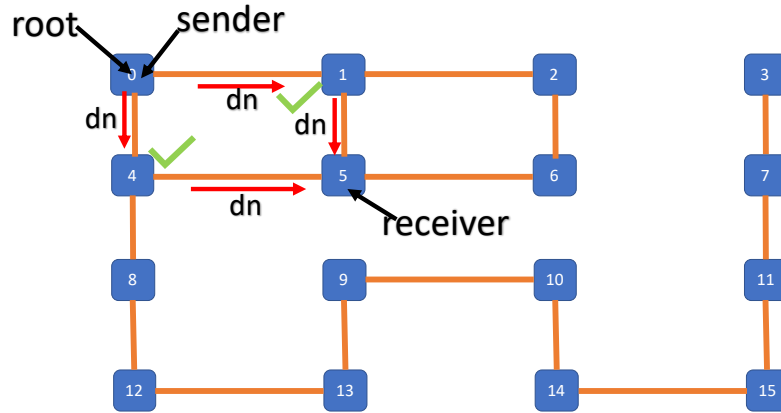 root sender
0 1 2 3
dn
dn dn
4 5 6 7
dn
receiver
8 9 10 11
12 13 14 15